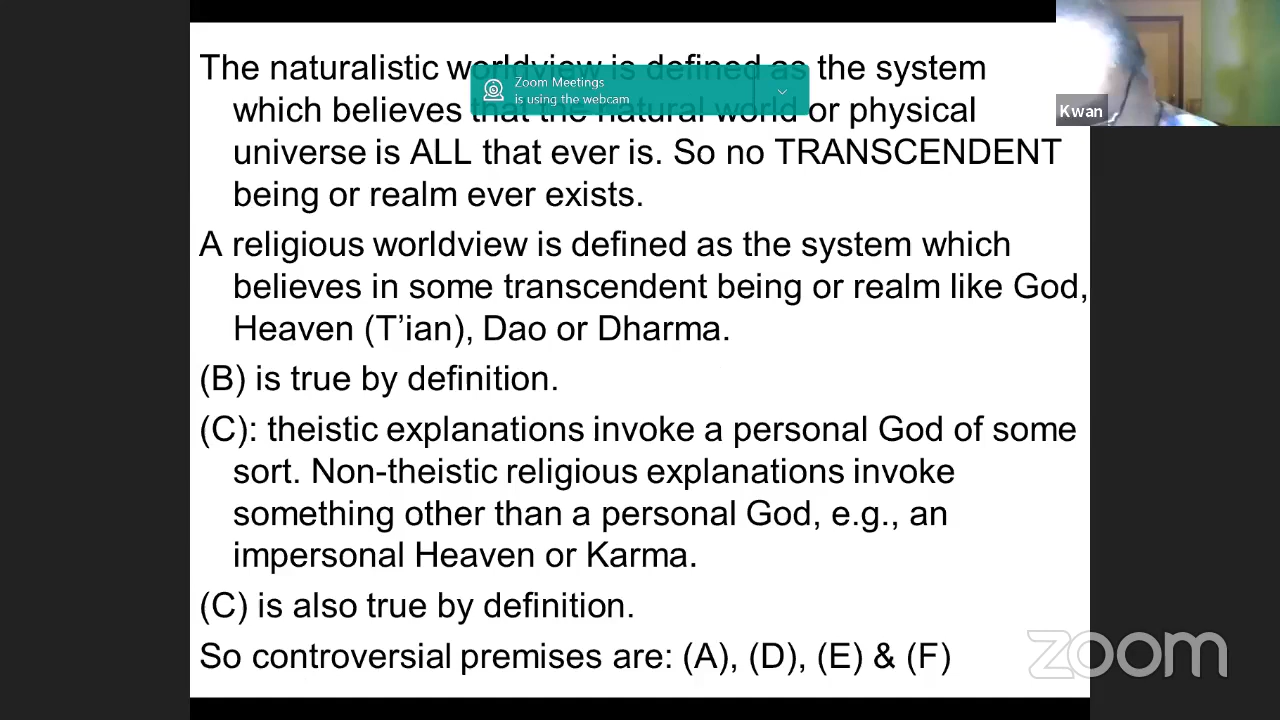 The naturalistic worldview is defined as the system
which believes that the natural world or physical
universe is ALL that ever is. So no TRANSCENDENT
being or realm ever exists.
A religious worldview is defined as the system which
believes in some transcendent being or realm like God,
Heaven (T’ian), Dao or Dharma.
(B) is true by definition.
(C): theistic explanations invoke a personal God of some
sort. Non-theistic religious explanations invoke
something other than a personal God, e.g., an
impersonal Heaven or Karma.
(C) is also true by definition.
So controversial premises are: (A), (D), (E) & (F)
Zoom Meetings
is using the webcam
Kwan
zoom